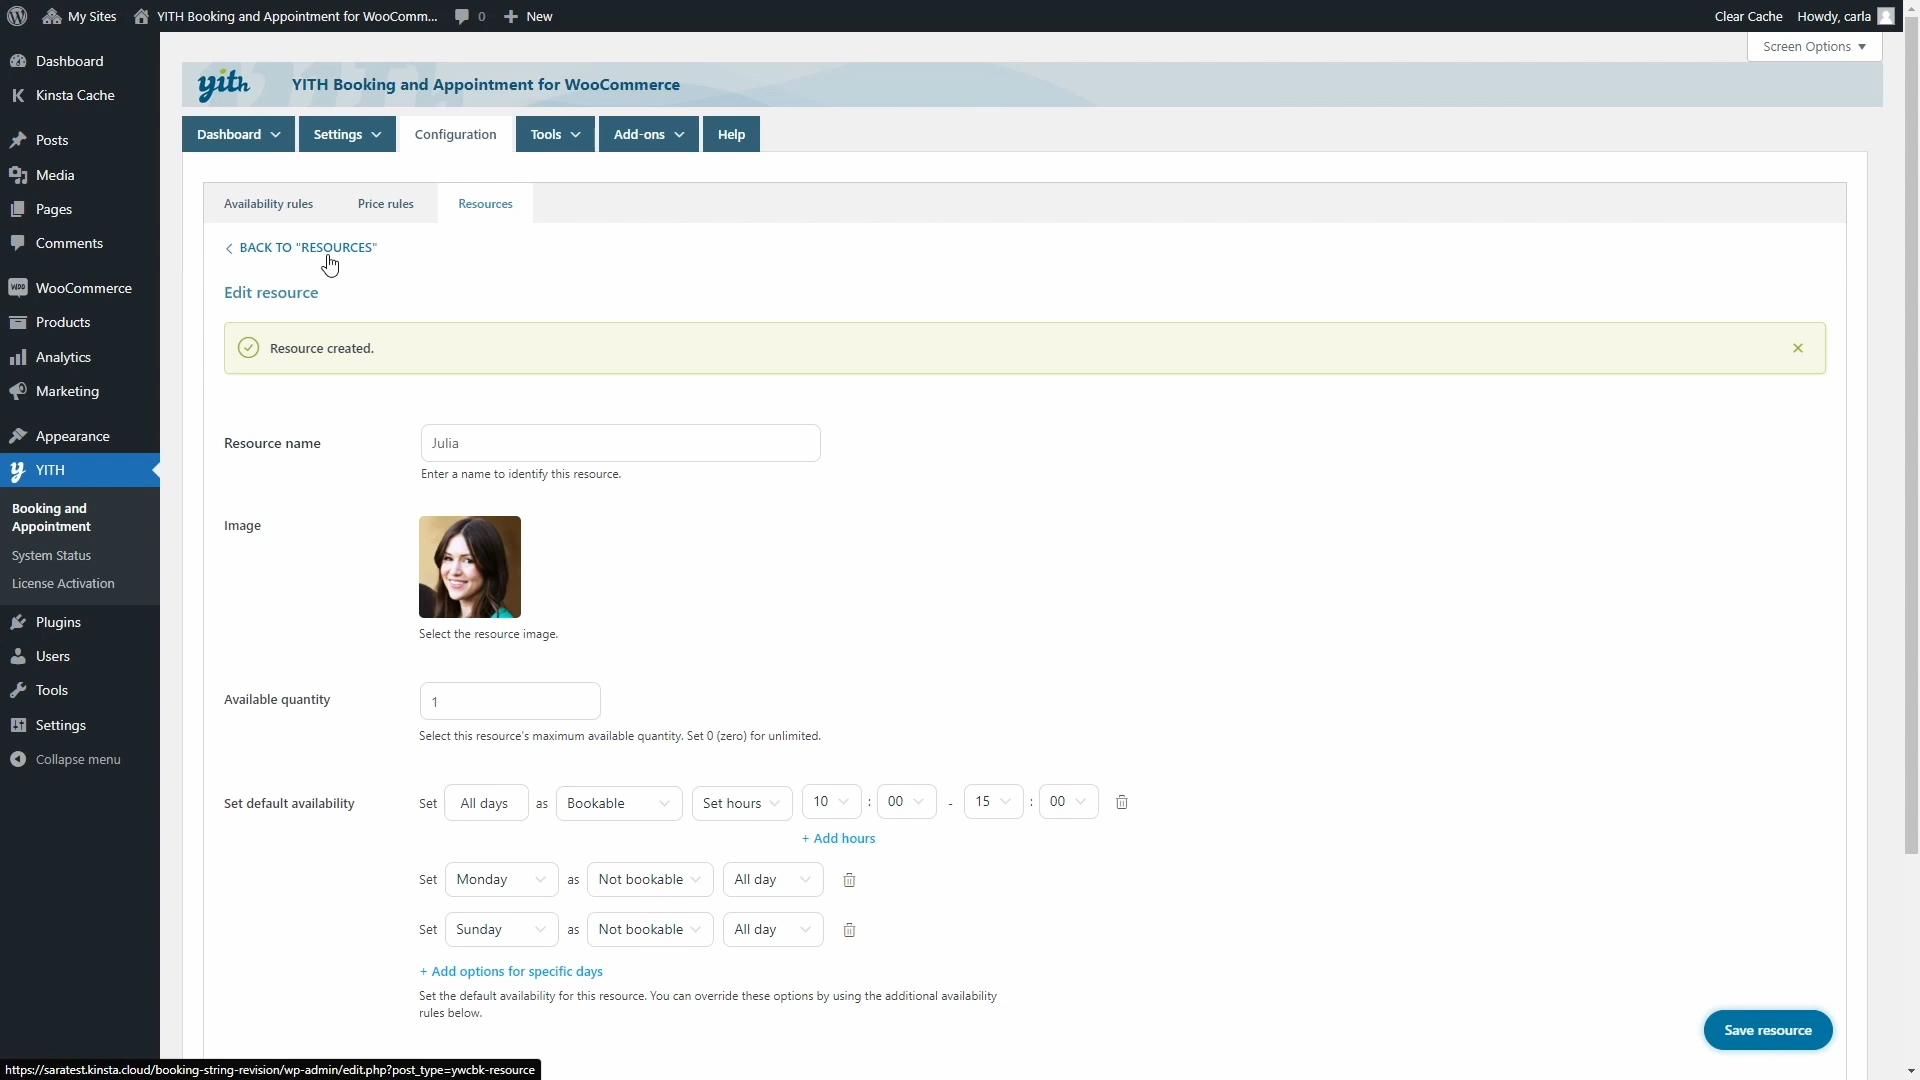 My Sites
YITH Booking and Appointment for WooComm...
0
New
Clear Cache
Howdy, carla
Screen Options
Dashboard
Kinsta Cache
Posts
Media
Pages
Comments
WooCommerce
Products
Analytics
Marketing
Appearance
YITH
Booking and
Appointment
System Status
License Activation
Plugins
Users
Tools
Settings
Collapse menu
yith
YITH Booking and Appointment for WooCommerce
Dashboard
Settings
Configuration
Tools
Add-ons
Help
Availability rules
Price rules
Resources
< BACK TO "RESOURCES"
Edit resource
Resource created.
Resource name
Julia
Enter a name to identify this resource.
Image
Select the resource image.
Available quantity
1
Select this resource's maximum available quantity. Set 0 (zero) for unlimited.
Set default availability
Set All days as Bookable Set hours 10 : 00 - 15 : 00
+ Add hours
Set Monday as Not bookable All day
Set Sunday as Not bookable All day
+ Add options for specific days
Set the default availability for this resource. You can override these options by using the additional availability
rules below.
Save resource
https://saratest.kinsta.cloud/booking-string-revision/wp-admin/edit.php?post_type=ywcbk-resource